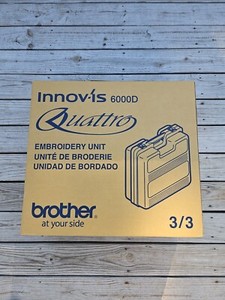 INNOV-IS 6000D
Quattro
EMBROIDERY UNIT
UNITÉ DE BRODERIE
UNIDAD DE BORDADO
brother
at your side
3/3